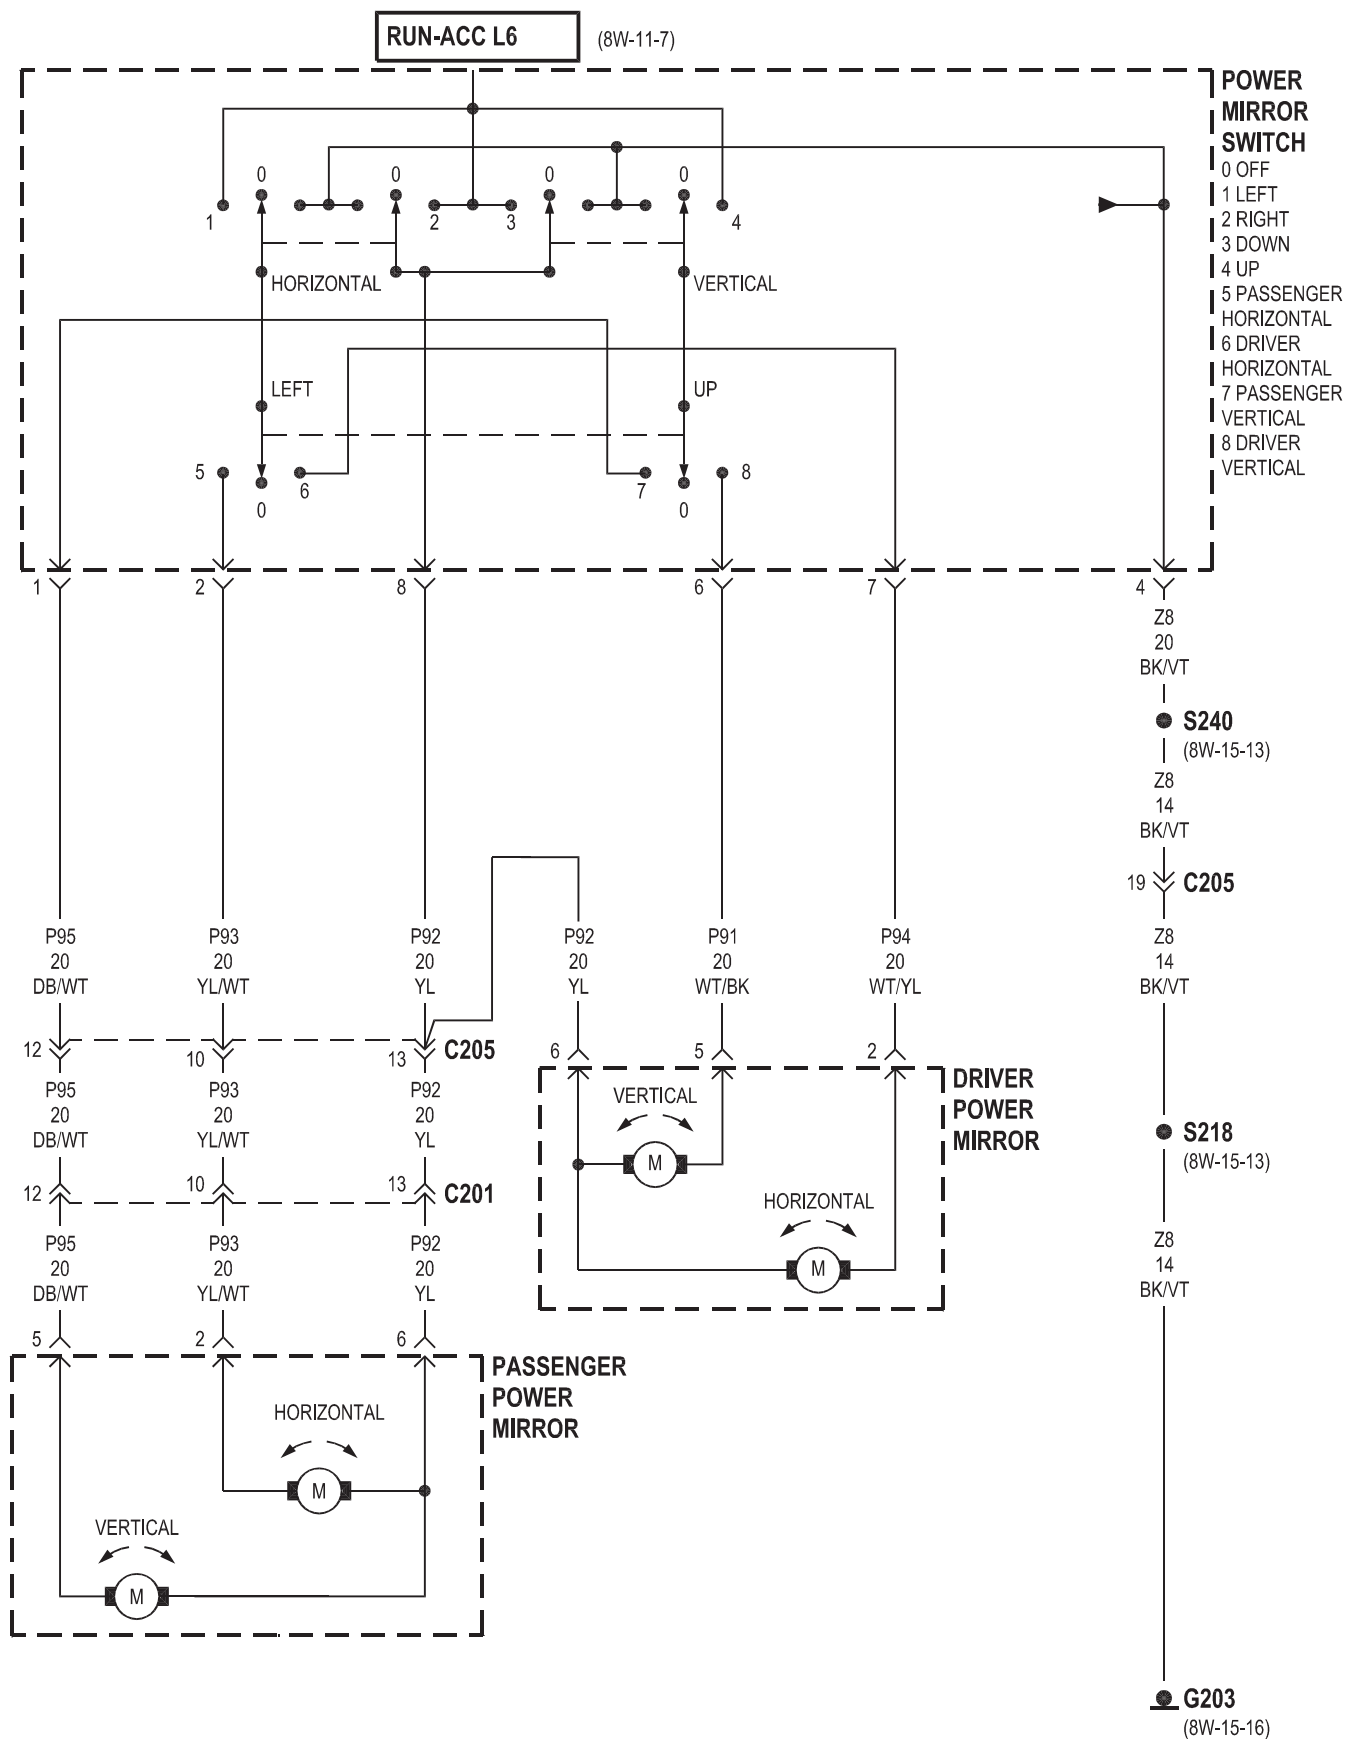 RUN-ACC L6 (8W-11-7)
POWER
MIRROR
SWITCH
0 OFF
1 LEFT
2 RIGHT
3 DOWN
4 UP
5 PASSENGER
HORIZONTAL
6 DRIVER
HORIZONTAL
7 PASSENGER
VERTICAL
8 DRIVER
VERTICAL
0 0 0 0
1 2 3 4
HORIZONTAL VERTICAL
LEFT UP
5 6 7 8
0 0
1 2 8 6 7 4
Z8
20
BK/VT
S240
(8W-15-13)
Z8
14
BK/VT
19 C205
P95 P93 P92 P92 P91 P94 Z8
20 20 20 20 20 20 14
DB/WT YL/WT YL YL WT/BK WT/YL BK/VT
12 10 13 C205 6 5 2
P95 P93 P92
20 20 20
DB/WT YL/WT YL
VERTICAL
M
DRIVER
POWER
MIRROR
S218
(8W-15-13)
12 10 13 C201
HORIZONTAL
M
P95 P93 P92
20 20 20
DB/WT YL/WT YL
Z8
14
BK/VT
5 2 6
PASSENGER
POWER
MIRROR
HORIZONTAL
M
VERTICAL
M
G203
(8W-15-16)